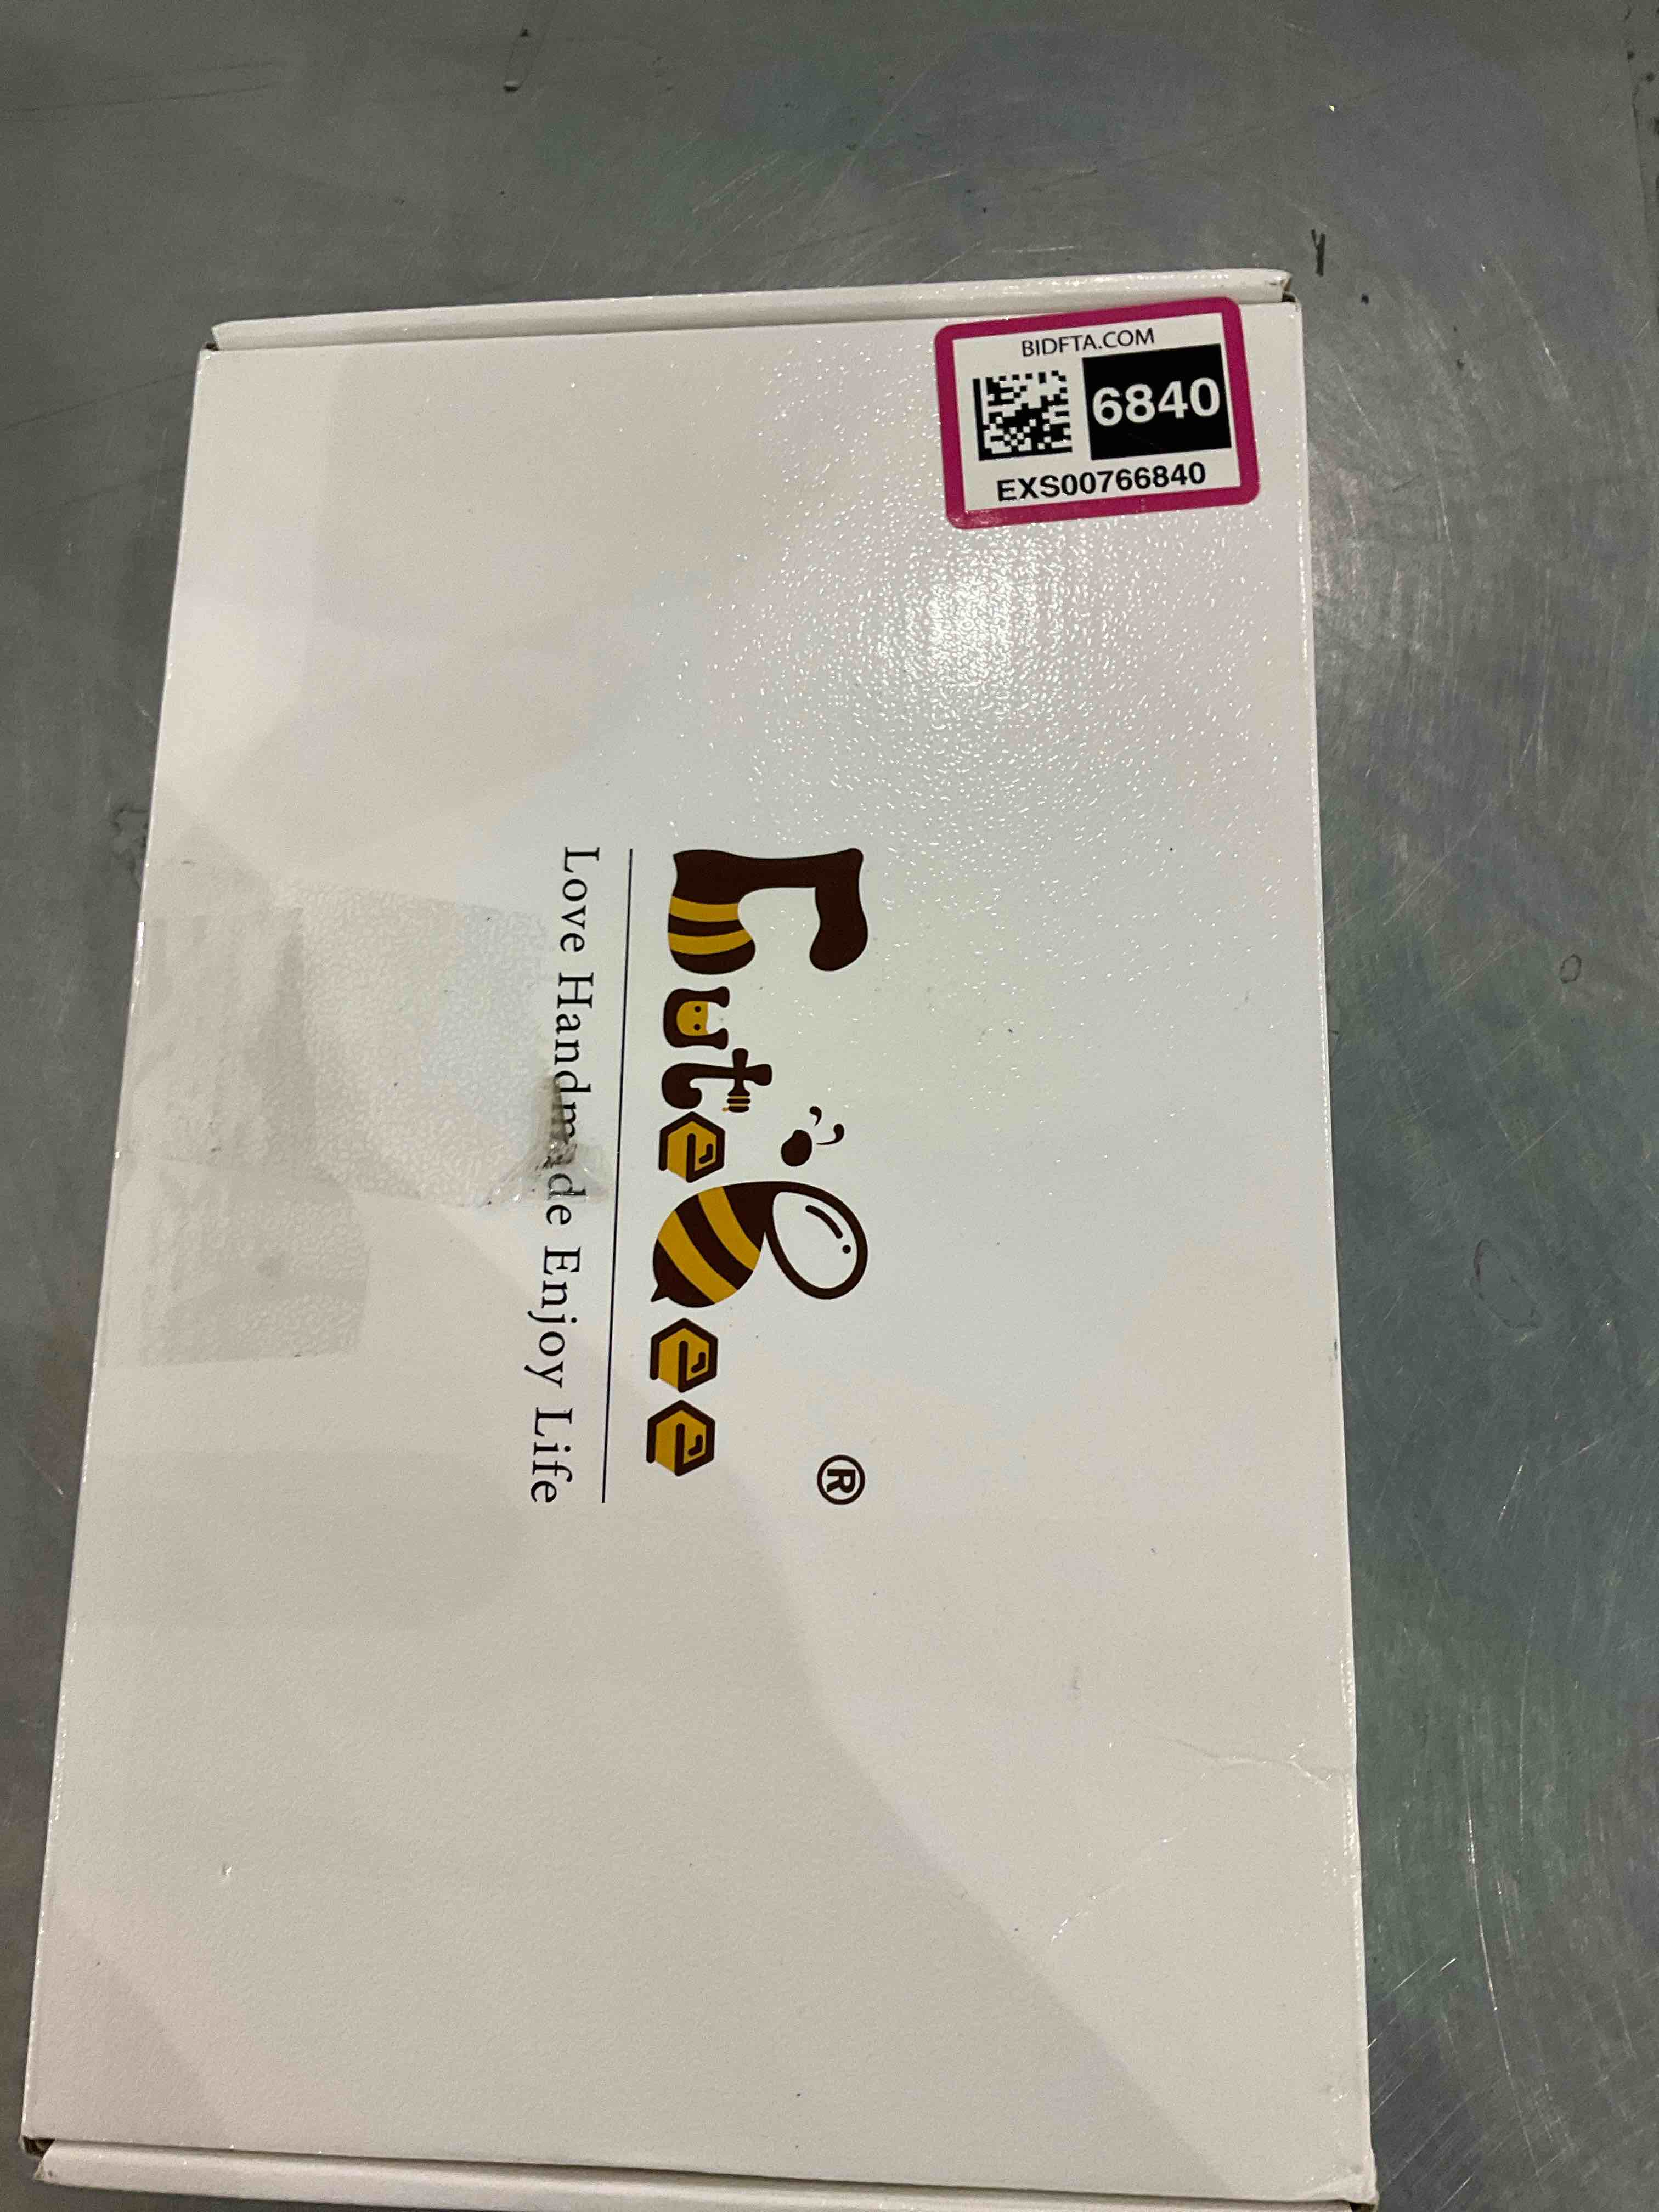 BIDFTA.COM
6840
EXS00766840
CuteBee ®
Love Handmade Enjoy Life